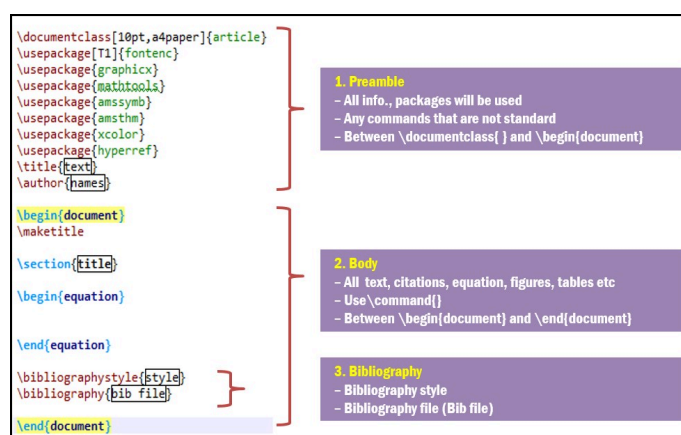 \documentclass[10pt,a4paper]{article}
\usepackage[T1]{fontenc}
\usepackage{graphicx}
\usepackage{mathtools}
\usepackage{amssymb}
\usepackage{amsthm}
\usepackage{xcolor}
\usepackage{hyperref}
\title{text}
\author{names}
\begin{document}
\maketitle
\section{title}
\begin{equation}
\end{equation}
\bibliographystyle{style}
\bibliography{bib file}
\end{document}
1. Preamble
– All info., packages will be used
– Any commands that are not standard
– Between \documentclass{ } and \begin{document}
2. Body
– All text, citations, equation, figures, tables etc
– Use\command{}
– Between \begin{document} and \end{document}
3. Bibliography
– Bibliography style
– Bibliography file (Bib file)